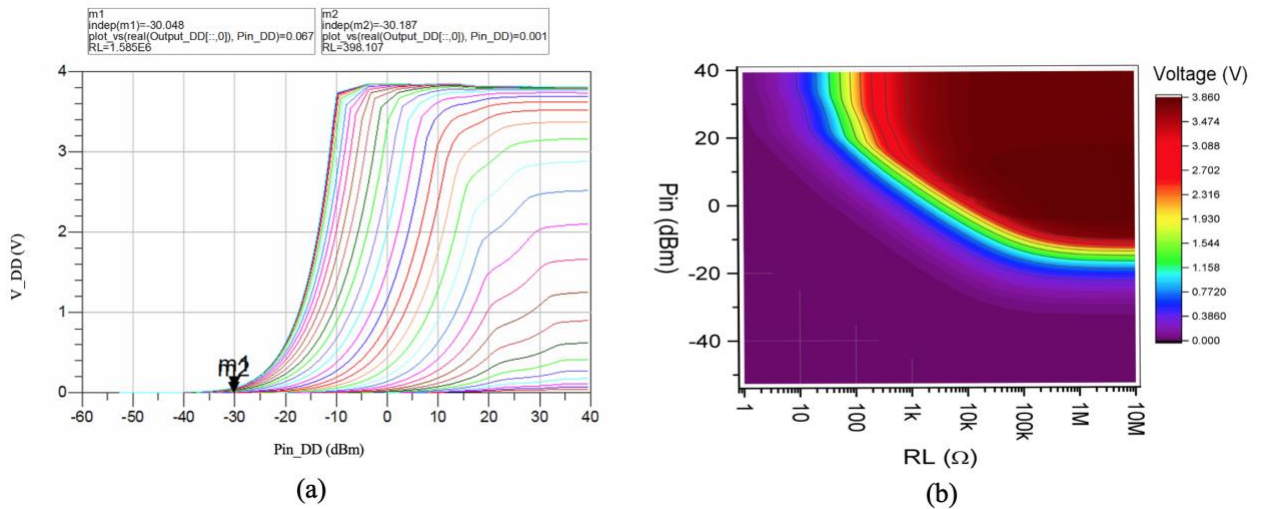 m1
indep(m1)=-30.048
plot_vs(real(Output_DD[::,0]), Pin_DD)=0.067
RL=1.585E6
m2
indep(m2)=-30.187
plot_vs(real(Output_DD[::,0]), Pin_DD)=0.001
RL=398.107
4
3
2
1
0
V_DD (V)
m1
m2
-60
-50
-40
-30
-20
-10
0
10
20
30
40
Pin_DD (dBm)
(a)
40
20
0
-20
-40
Pin (dBm)
1
10
100
1k
10k
100k
1M
10M
RL (Ω)
Voltage (V)
3.860
3.474
3.088
2.702
2.316
1.930
1.544
1.158
0.7720
0.3860
0.000
(b)